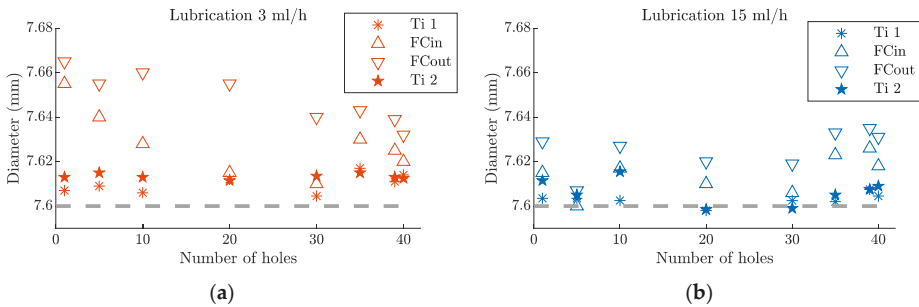 Lubrication 3 ml/h
7.68
7.66
7.64
7.62
7.6
Diameter (mm)
0
10
20
30
40
Number of holes
Ti 1
FCin
FCout
Ti 2
(a)
Lubrication 15 ml/h
7.68
7.66
7.64
7.62
7.6
Diameter (mm)
0
10
20
30
40
Number of holes
Ti 1
FCin
FCout
Ti 2
(b)